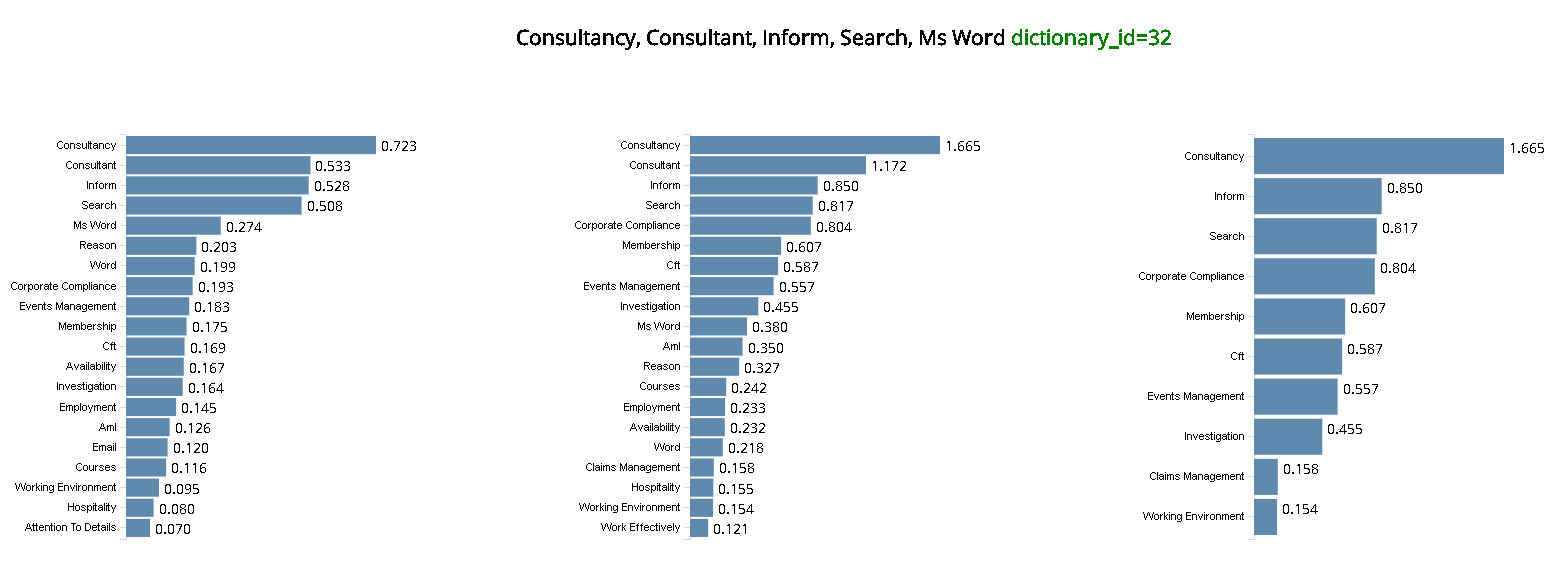 Consultancy, Consultant, Inform, Search, Ms Word dictionary_id=32
Consultancy 0.723
Consultant 0.533
Inform 0.528
Search 0.508
Ms Word 0.274
Reason 0.203
Word 0.199
Corporate Compliance 0.193
Events Management 0.183
Membership 0.175
Cft 0.169
Availability 0.167
Investigation 0.164
Employment 0.145
Aml 0.126
Email 0.120
Courses 0.116
Working Environment 0.095
Hospitality 0.080
Attention To Details 0.070
Consultancy 1.665
Consultant 1.172
Inform 0.850
Search 0.817
Corporate Compliance 0.804
Membership 0.607
Cft 0.587
Events Management 0.557
Investigation 0.455
Ms Word 0.380
Aml 0.350
Reason 0.327
Courses 0.242
Employment 0.233
Availability 0.232
Word 0.218
Claims Management 0.158
Hospitality 0.155
Working Environment 0.154
Work Effectively 0.121
Consultancy 1.665
Inform 0.850
Search 0.817
Corporate Compliance 0.804
Membership 0.607
Cft 0.587
Events Management 0.557
Investigation 0.455
Claims Management 0.158
Working Environment 0.154